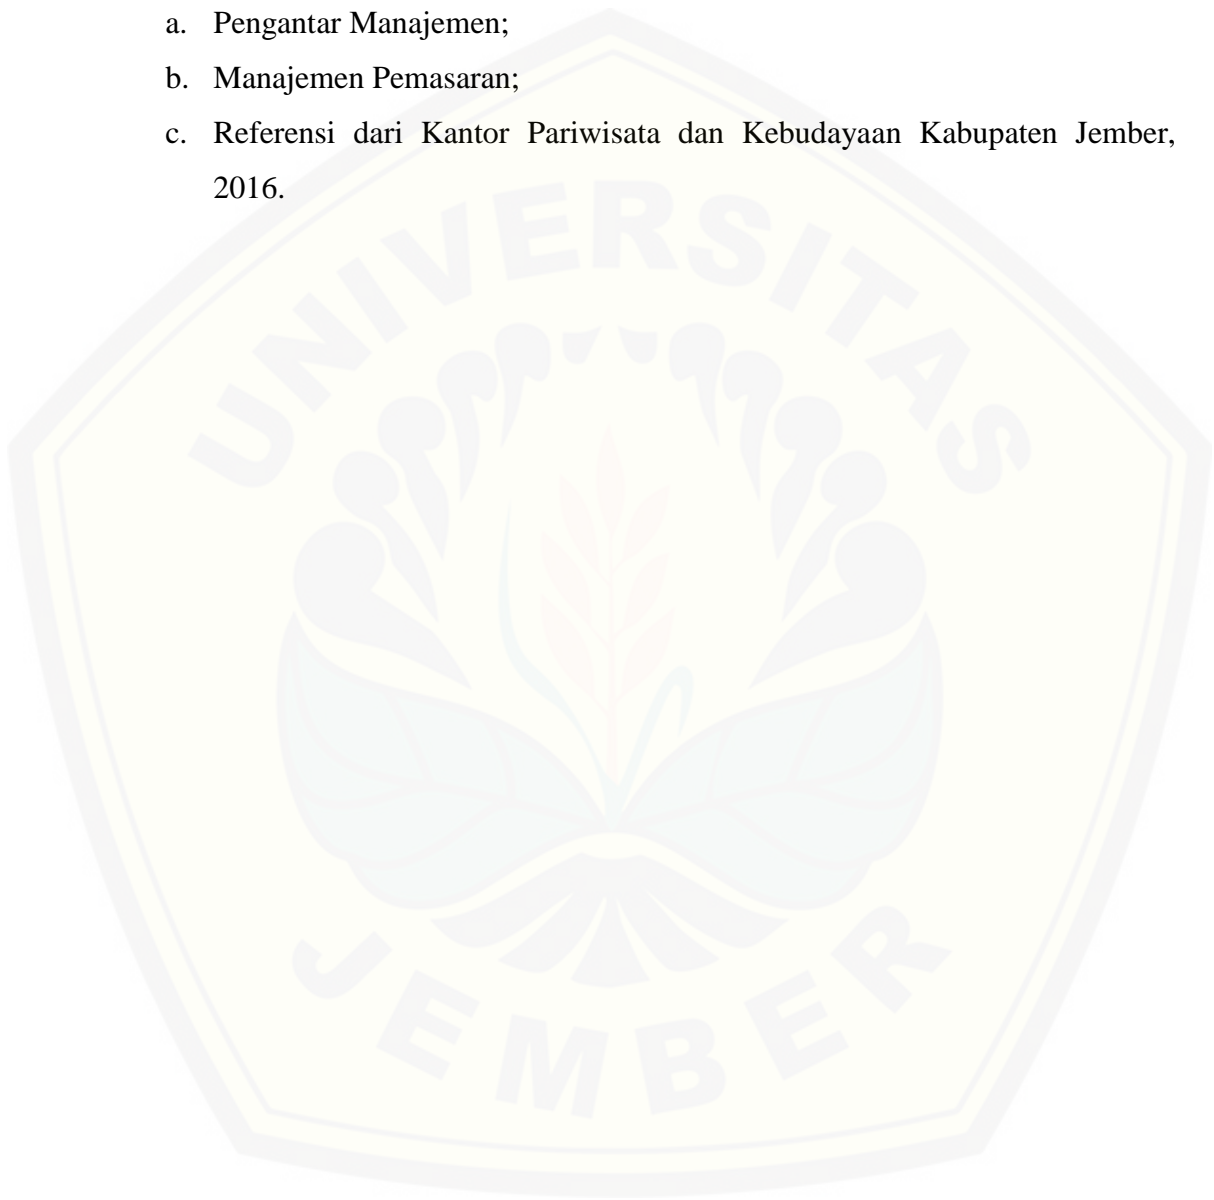 a. Pengantar Manajemen;
b. Manajemen Pemasaran;
c. Referensi dari Kantor Pariwisata dan Kebudayaan Kabupaten Jember,
2016.
UNIVERSITAS
JEMBER